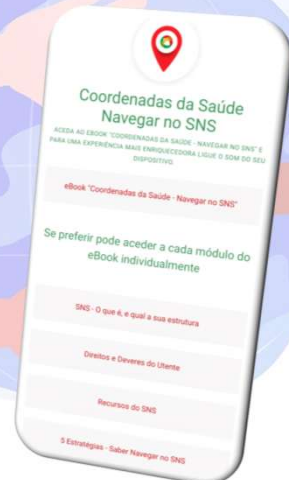 Coordenadas da Saúde
Navegar no SNS
ACEDA AO EBOOK "COORDENADAS DA SAÚDE - NAVEGAR NO SNS" E
PARA UMA EXPERIÊNCIA MAIS ENRIQUECEDORA LIGUE O SOM DO SEU
DISPOSITIVO
eBook "Coordenadas da Saúde - Navegar no SNS"
Se preferir pode aceder a cada módulo do
eBook individualmente
SNS - O que é, e qual a sua estrutura
Direitos e Deveres do Utente
Recursos do SNS
5 Estratégias - Saber Navegar no SNS